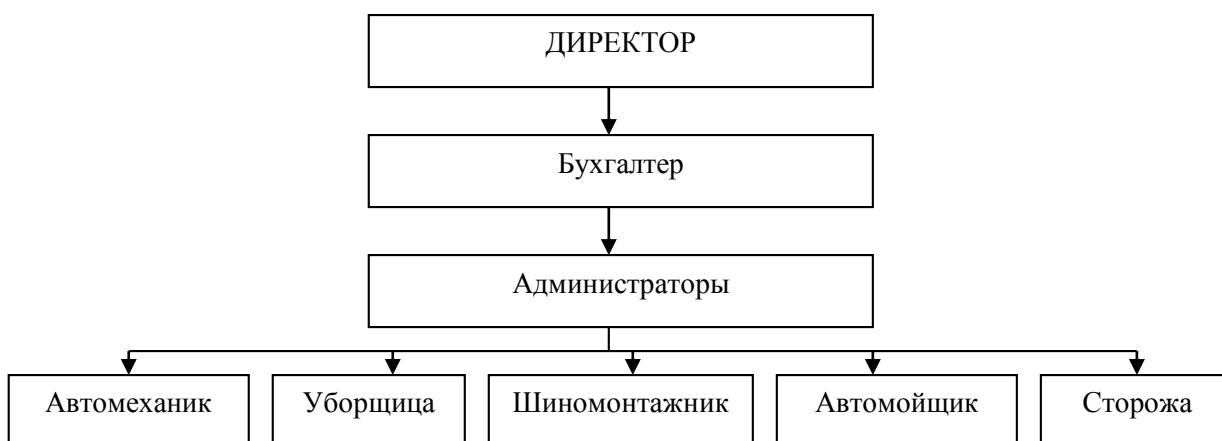 ДИРЕКТОР
Бухгалтер
Администраторы
Автомеханик
Уборщица
Шиномонтажник
Автомойщик
Сторожа